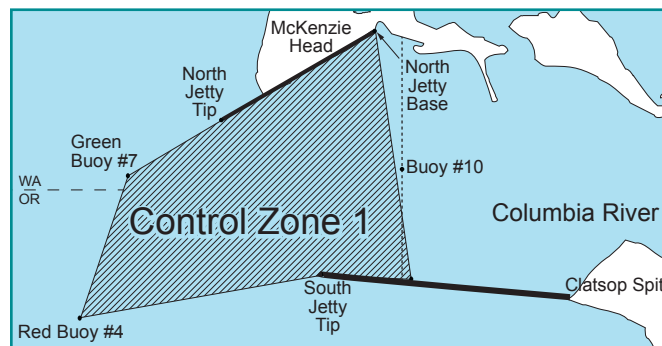 McKenzie
Head
North
Jetty
Tip
North
Jetty
Base
Green
Buoy #7
Buoy #10
WA
OR
Control Zone 1
Columbia River
South
Jetty
Tip
Clatsop Spit
Red Buoy #4